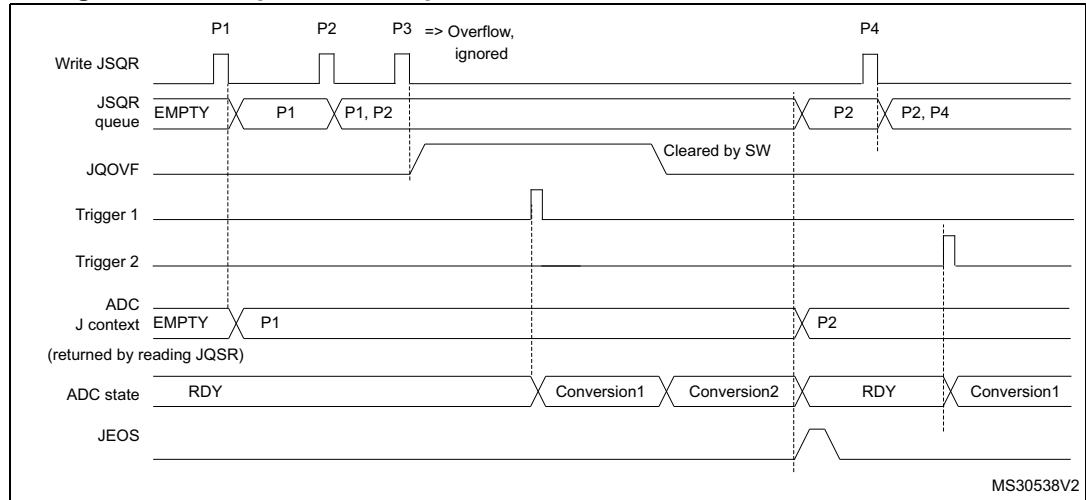 P1 P2 P3 => Overflow, P4
ignored
Write JSQR
JSQR
queue EMPTY P1 P1, P2 P2 P2, P4
JQOVF Cleared by SW
Trigger 1
Trigger 2
ADC
J context EMPTY P1 P2
(returned by reading JQSR)
ADC state RDY Conversion1 Conversion2 RDY Conversion1
JEOS
MS30538V2